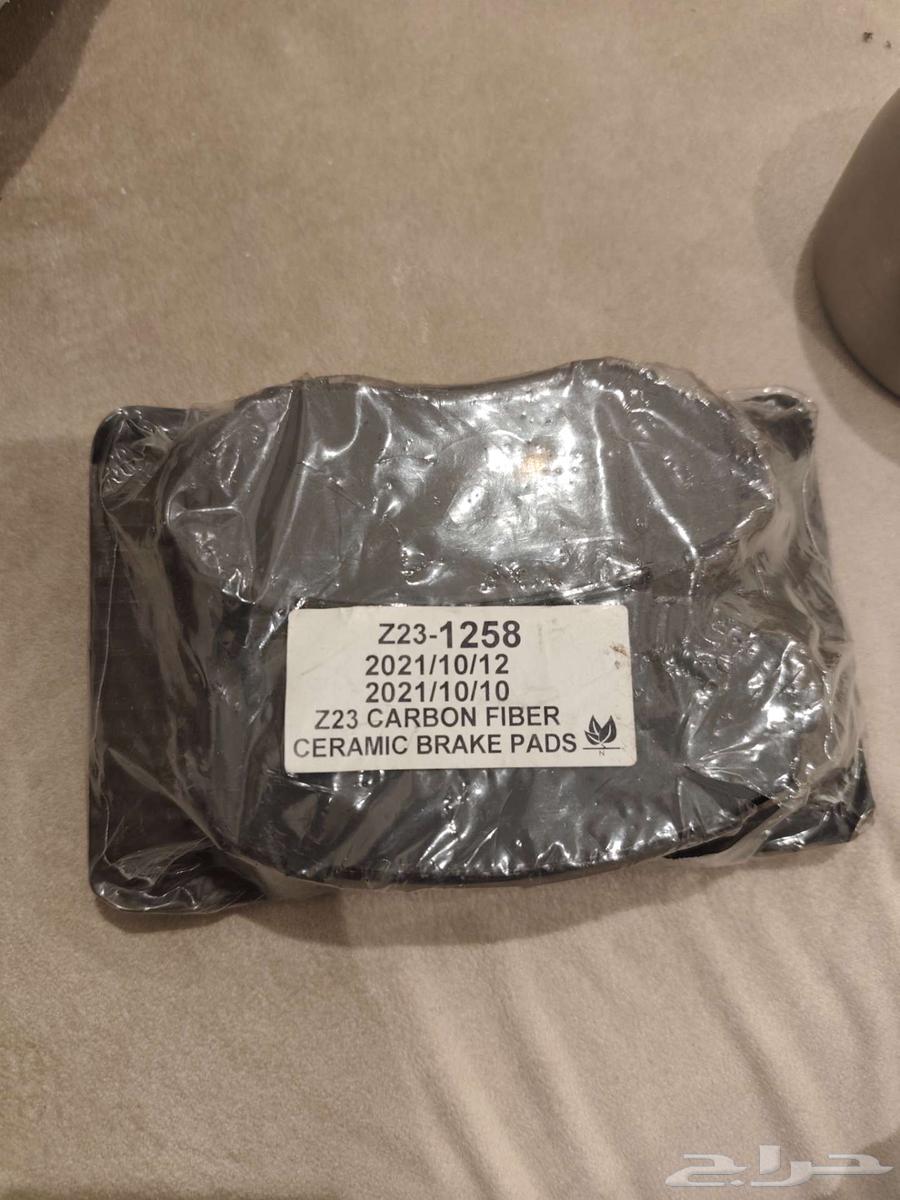 Z23-1258
2021/10/12
2021/10/10
Z23 CARBON FIBER
CERAMIC BRAKE PADS
N
حراج